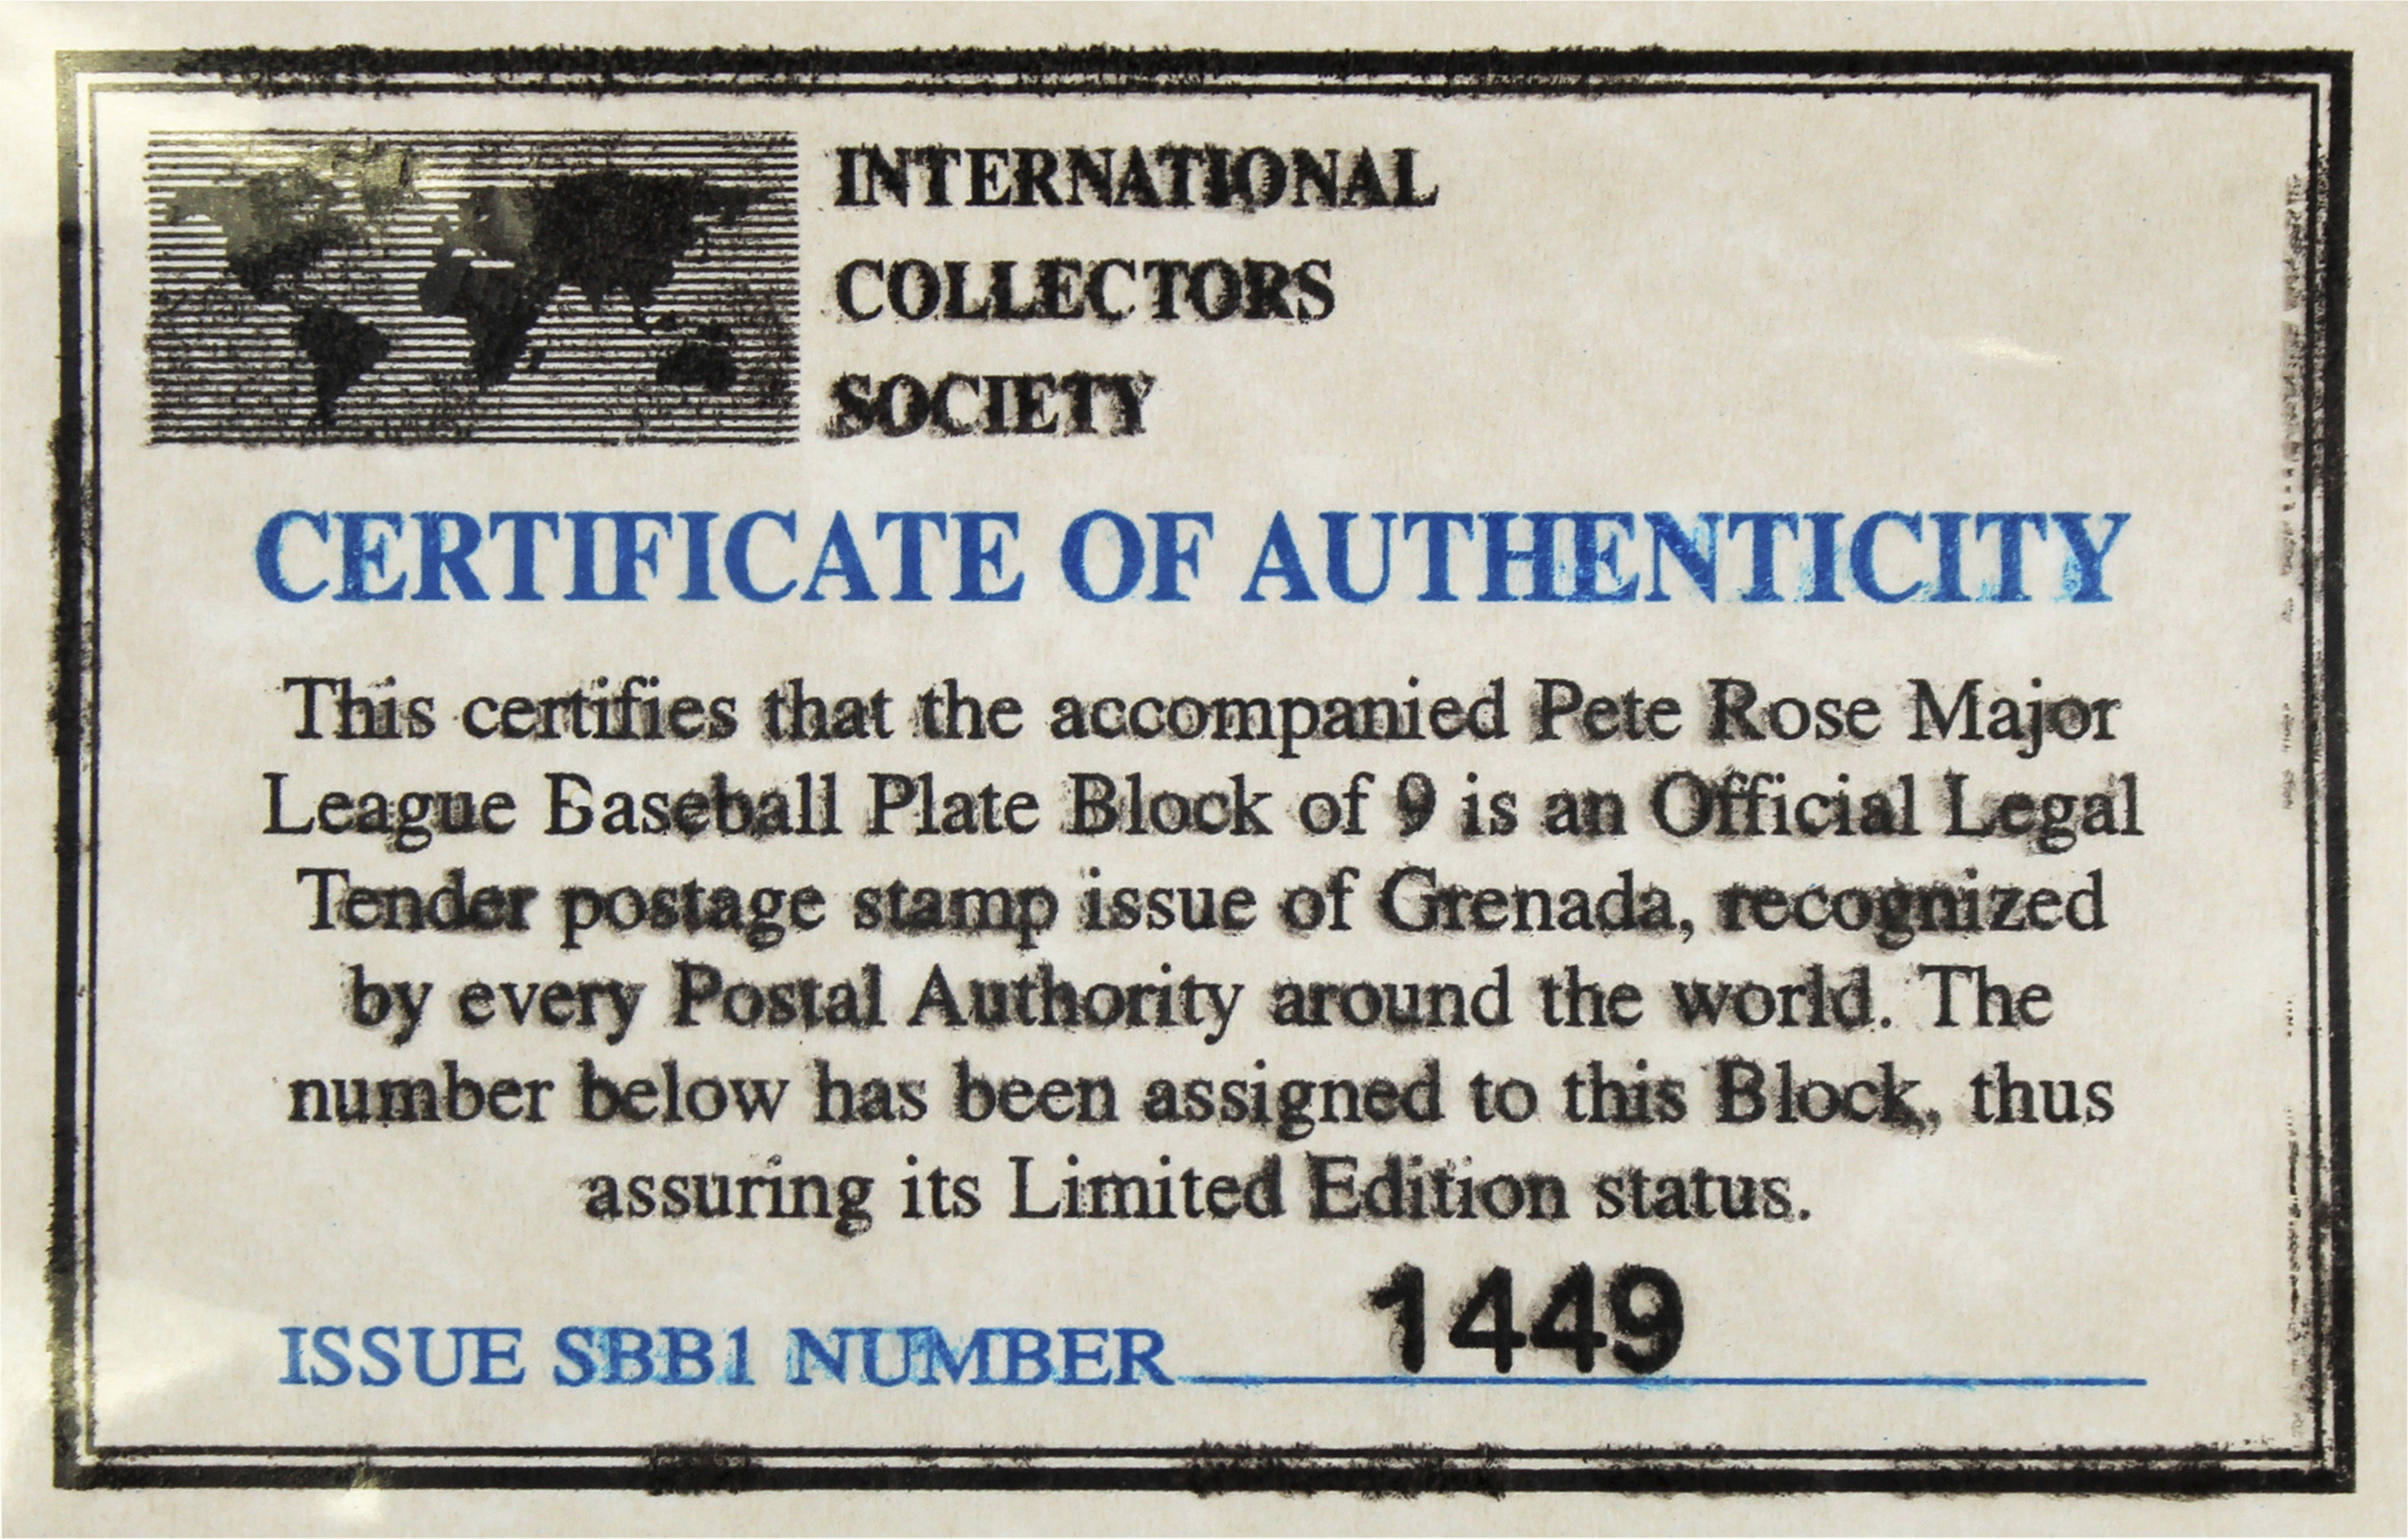 INTERNATIONAL
COLLECTORS
SOCIETY
CERTIFICATE OF AUTHENTICITY
This certifies that the accompanied Pete Rose Major
League Baseball Plate Block of 9 is an Official Legal
Tender postage stamp issue of Grenada, recognized
by every Postal Authority around the world. The
number below has been assigned to this Block, thus
assuring its Limited Edition status.
ISSUE SBB1 NUMBER 1449